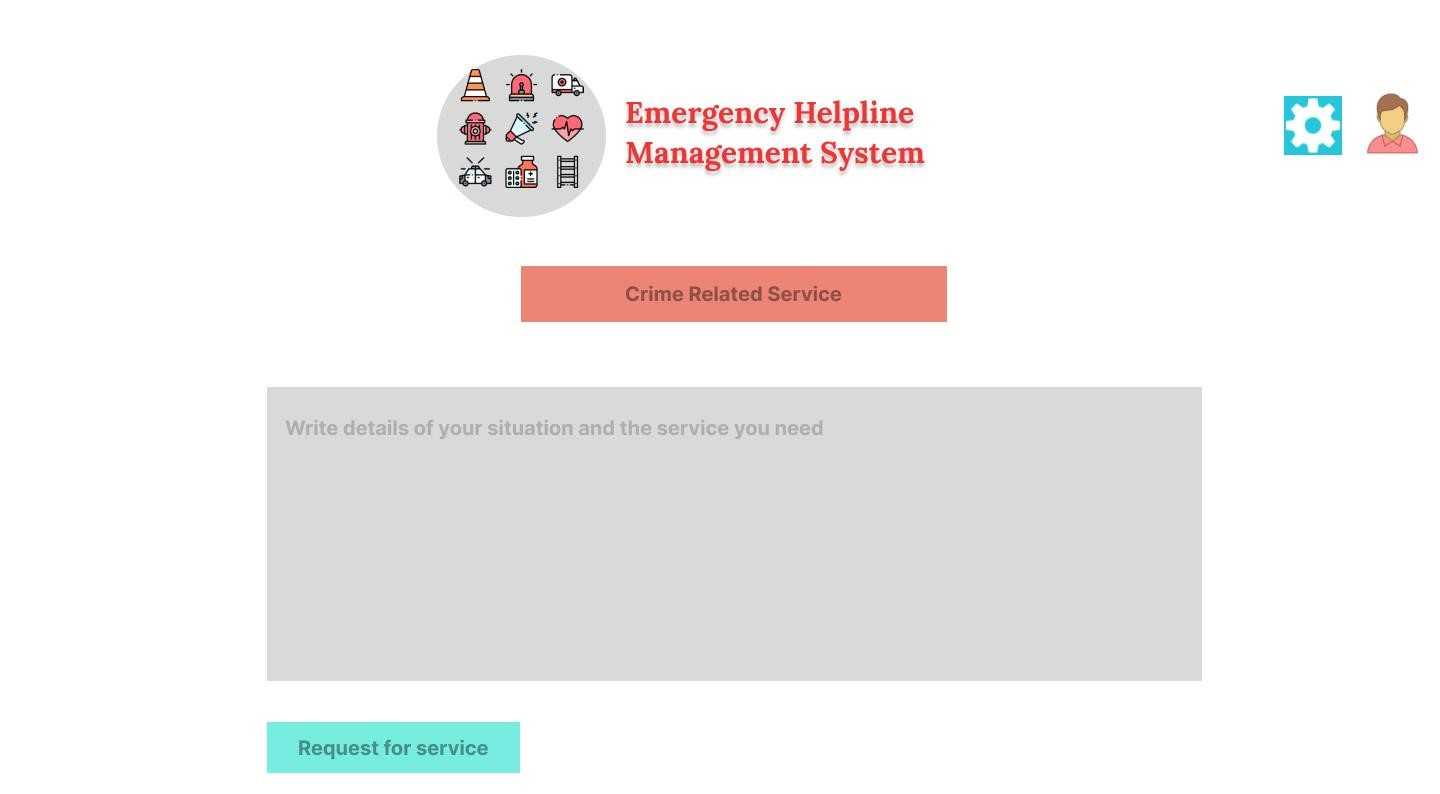 Emergency Helpline
Management System
Crime Related Service
Write details of your situation and the service you need
Request for service